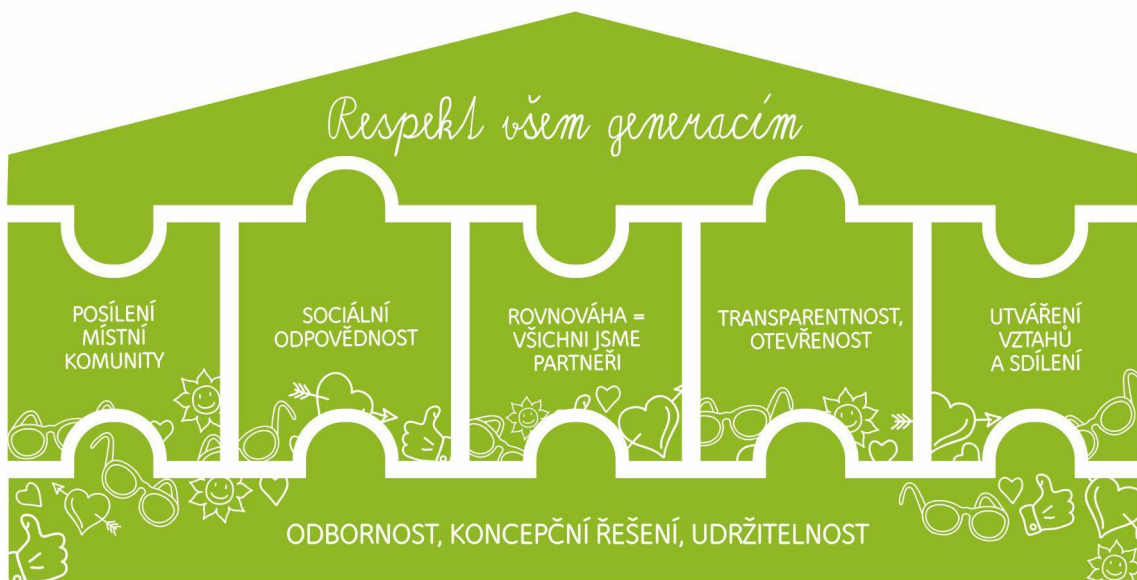 Respekt všem generacím
POSÍLENÍ
MÍSTNÍ
KOMUNITY
SOCIÁLNÍ
ODPOVĚDNOST
ROVNOVÁHA =
VŠICHNI JSME
PARTNEŘI
TRANSPARENTNOST,
OTEVŘENOST
UTVÁŘENÍ
VZTAHŮ
A SDÍLENÍ
ODBORNOST, KONCEPČNÍ ŘEŠENÍ, UDRŽITELNOST